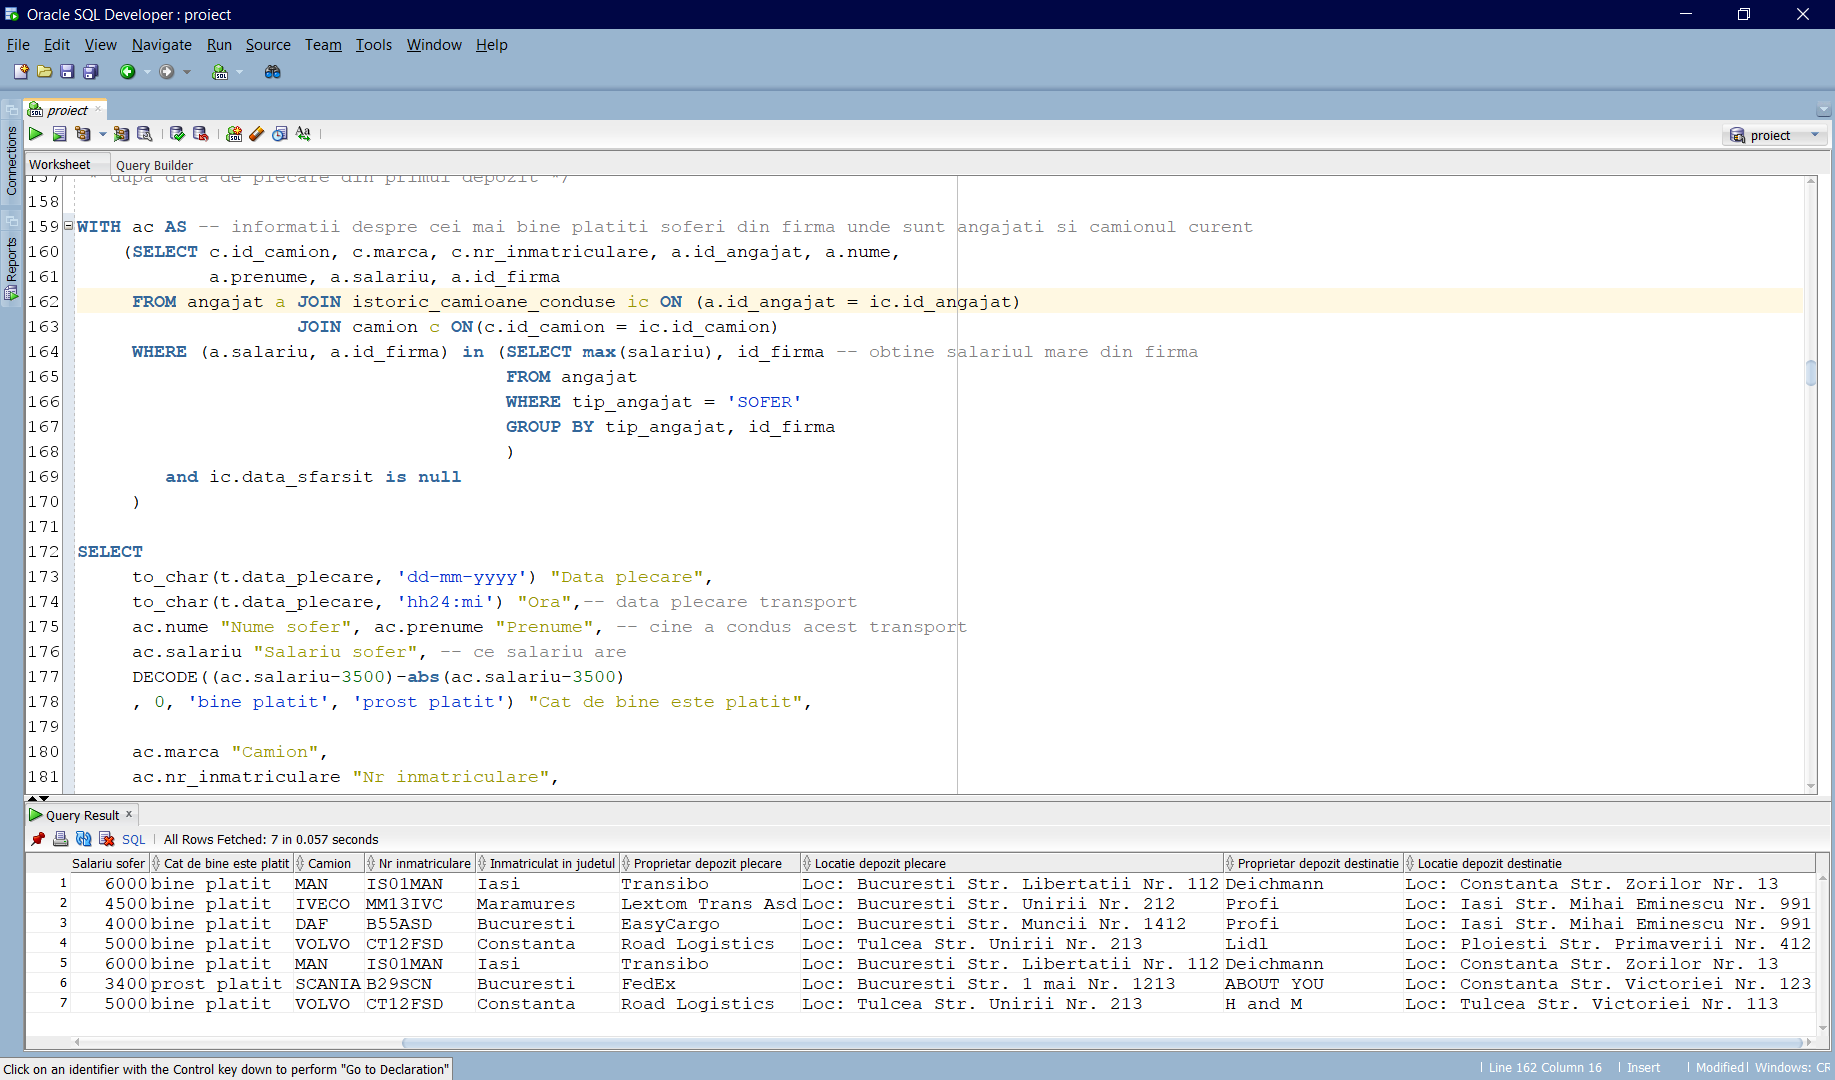 Oracle SQL Developer : proiect
File Edit View Navigate Run Source Team Tools Window Help
proiect
proiect
Connections
Reports
Worksheet Query Builder
157 * dupa data de plecare din primul depozit */
158
159 WITH ac AS -- informatii despre cei mai bine platiti soferi din firma unde sunt angajati si camionul curent
160 (SELECT c.id_camion, c.marca, c.nr_inmatriculare, a.id_angajat, a.nume,
161 a.prenume, a.salariu, a.id_firma
162 FROM angajat a JOIN istoric_camioane_conduse ic ON (a.id_angajat = ic.id_angajat)
163 JOIN camion c ON(c.id_camion = ic.id_camion)
164 WHERE (a.salariu, a.id_firma) in (SELECT max(salariu), id_firma -- obtine salariul mare din firma
165 FROM angajat
166 WHERE tip_angajat = 'SOFER'
167 GROUP BY tip_angajat, id_firma
168 )
169 and ic.data_sfarsit is null
170 )
171
172 SELECT
173 to_char(t.data_plecare, 'dd-mm-yyyy') "Data plecare",
174 to_char(t.data_plecare, 'hh24:mi') "Ora",-- data plecare transport
175 ac.nume "Nume sofer", ac.prenume "Prenume", -- cine a condus acest transport
176 ac.salariu "Salariu sofer", -- ce salariu are
177 DECODE((ac.salariu-3500)-abs(ac.salariu-3500)
178 , 0, 'bine platit', 'prost platit') "Cat de bine este platit",
179
180 ac.marca "Camion",
181 ac.nr_inmatriculare "Nr inmatriculare",
Query Result
SQL All Rows Fetched: 7 in 0.057 seconds
Salariu sofer Cat de bine este platit Camion Nr inmatriculare Inmatriculat in judetul Proprietar depozit plecare Locatie depozit plecare Proprietar depozit destinatie Locatie depozit destinatie
1 6000 bine platit MAN IS01MAN Iasi Transibo Loc: Bucuresti Str. Libertatii Nr. 112 Deichmann Loc: Constanta Str. Zorilor Nr. 13
2 4500 bine platit IVECO MM13IVC Maramures Lextom Trans Asd Loc: Bucuresti Str. Unirii Nr. 212 Profi Loc: Iasi Str. Mihai Eminescu Nr. 991
3 4000 bine platit DAF B55ASD Bucuresti EasyCargo Loc: Bucuresti Str. Muncii Nr. 1412 Profi Loc: Iasi Str. Mihai Eminescu Nr. 991
4 5000 bine platit VOLVO CT12FSD Constanta Road Logistics Loc: Tulcea Str. Unirii Nr. 213 Lidl Loc: Ploiesti Str. Primaverii Nr. 412
5 6000 bine platit MAN IS01MAN Iasi Transibo Loc: Bucuresti Str. Libertatii Nr. 112 Deichmann Loc: Constanta Str. Zorilor Nr. 13
6 3400 prost platit SCANIA B29SCN Bucuresti FedEx Loc: Bucuresti Str. 1 mai Nr. 1213 ABOUT YOU Loc: Constanta Str. Victoriei Nr. 123
7 5000 bine platit VOLVO CT12FSD Constanta Road Logistics Loc: Tulcea Str. Unirii Nr. 213 H and M Loc: Tulcea Str. Victoriei Nr. 113
Click on an identifier with the Control key down to perform "Go to Declaration" Line 162 Column 16 Insert Modified Windows: CR